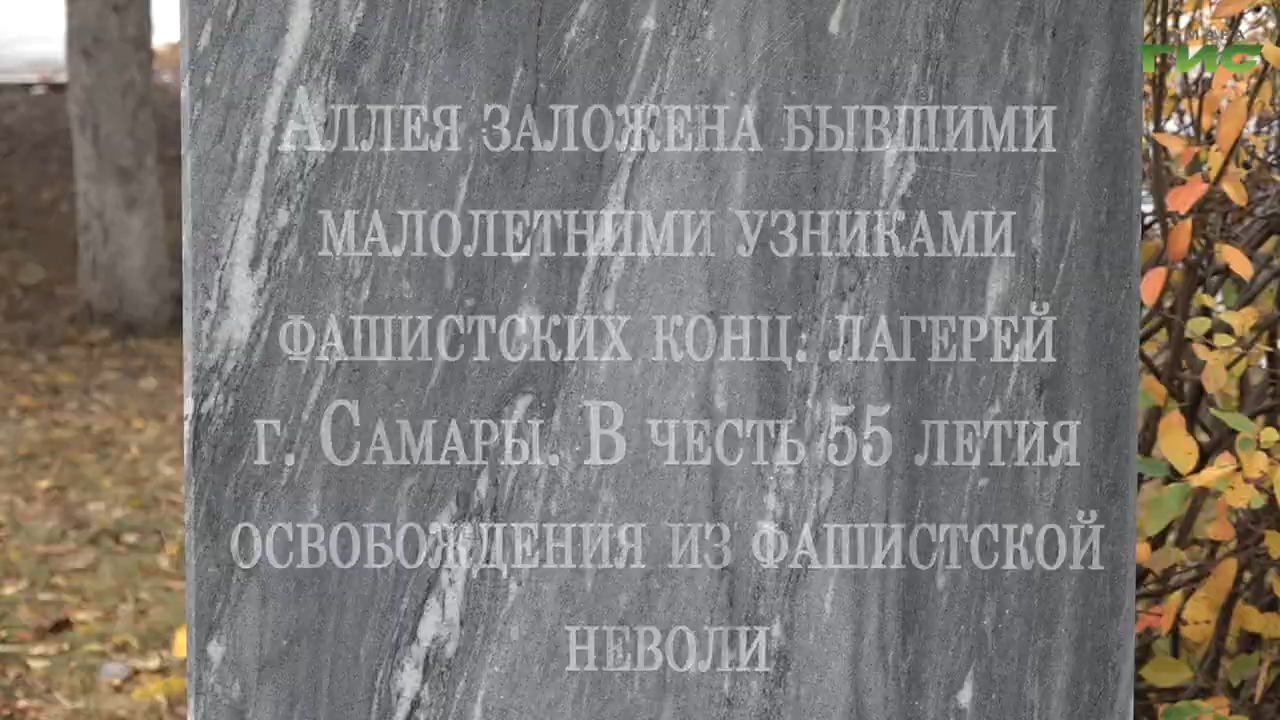 ГИС
Аллея заложена бывшими
малолетними узниками
фашистских конц. лагерей
г. Самары. В честь 55 летия
освобождения из фашистской
неволи